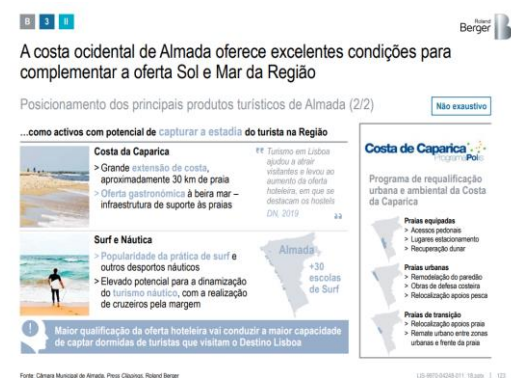 B 3 II
Roland
Berger
A costa ocidental de Almada oferece excelentes condições para
complementar a oferta Sol e Mar da Região
Posicionamento dos principais produtos turísticos de Almada (2/2)
Não exaustivo
...como activos com potencial de capturar a estadia do turista na Região
Costa da Caparica
> Grande extensão de costa,
aproximadamente 30 km de praia
> Oferta gastronómica à beira mar –
infraestrutura de suporte às praias
Turismo em Lisboa
ajudou a atrair
visitantes e levou ao
aumento da oferta
hoteleira, em que se
destacam os hostels
DN, 2019
Surf e Náutica
> Popularidade da prática de surf e
outros desportos náuticos
> Elevado potencial para a dinamização
do turismo náutico, com a realização
de cruzeiros pela margem
Almada
+30
escolas
de Surf
Maior qualificação da oferta hoteleira vai conduzir a maior capacidade
de captar dormidas de turistas que visitam o Destino Lisboa
Costa de Caparica
Programa Polis
Programa de requalificação
urbana e ambiental da Costa
da Caparica
Praias equipadas
> Acessos pedonais
> Lugares estacionamento
> Recuperação dunar
Praias urbanas
> Remodelação do paredão
> Obras de defesa costeira
> Relocalização apoios pesca
Praias de transição
> Relocalização apoios praia
> Remate urbano entre zonas
urbanas e frente da praia
Fonte: Câmara Municipal de Almada, Press Clippings, Roland Berger
123